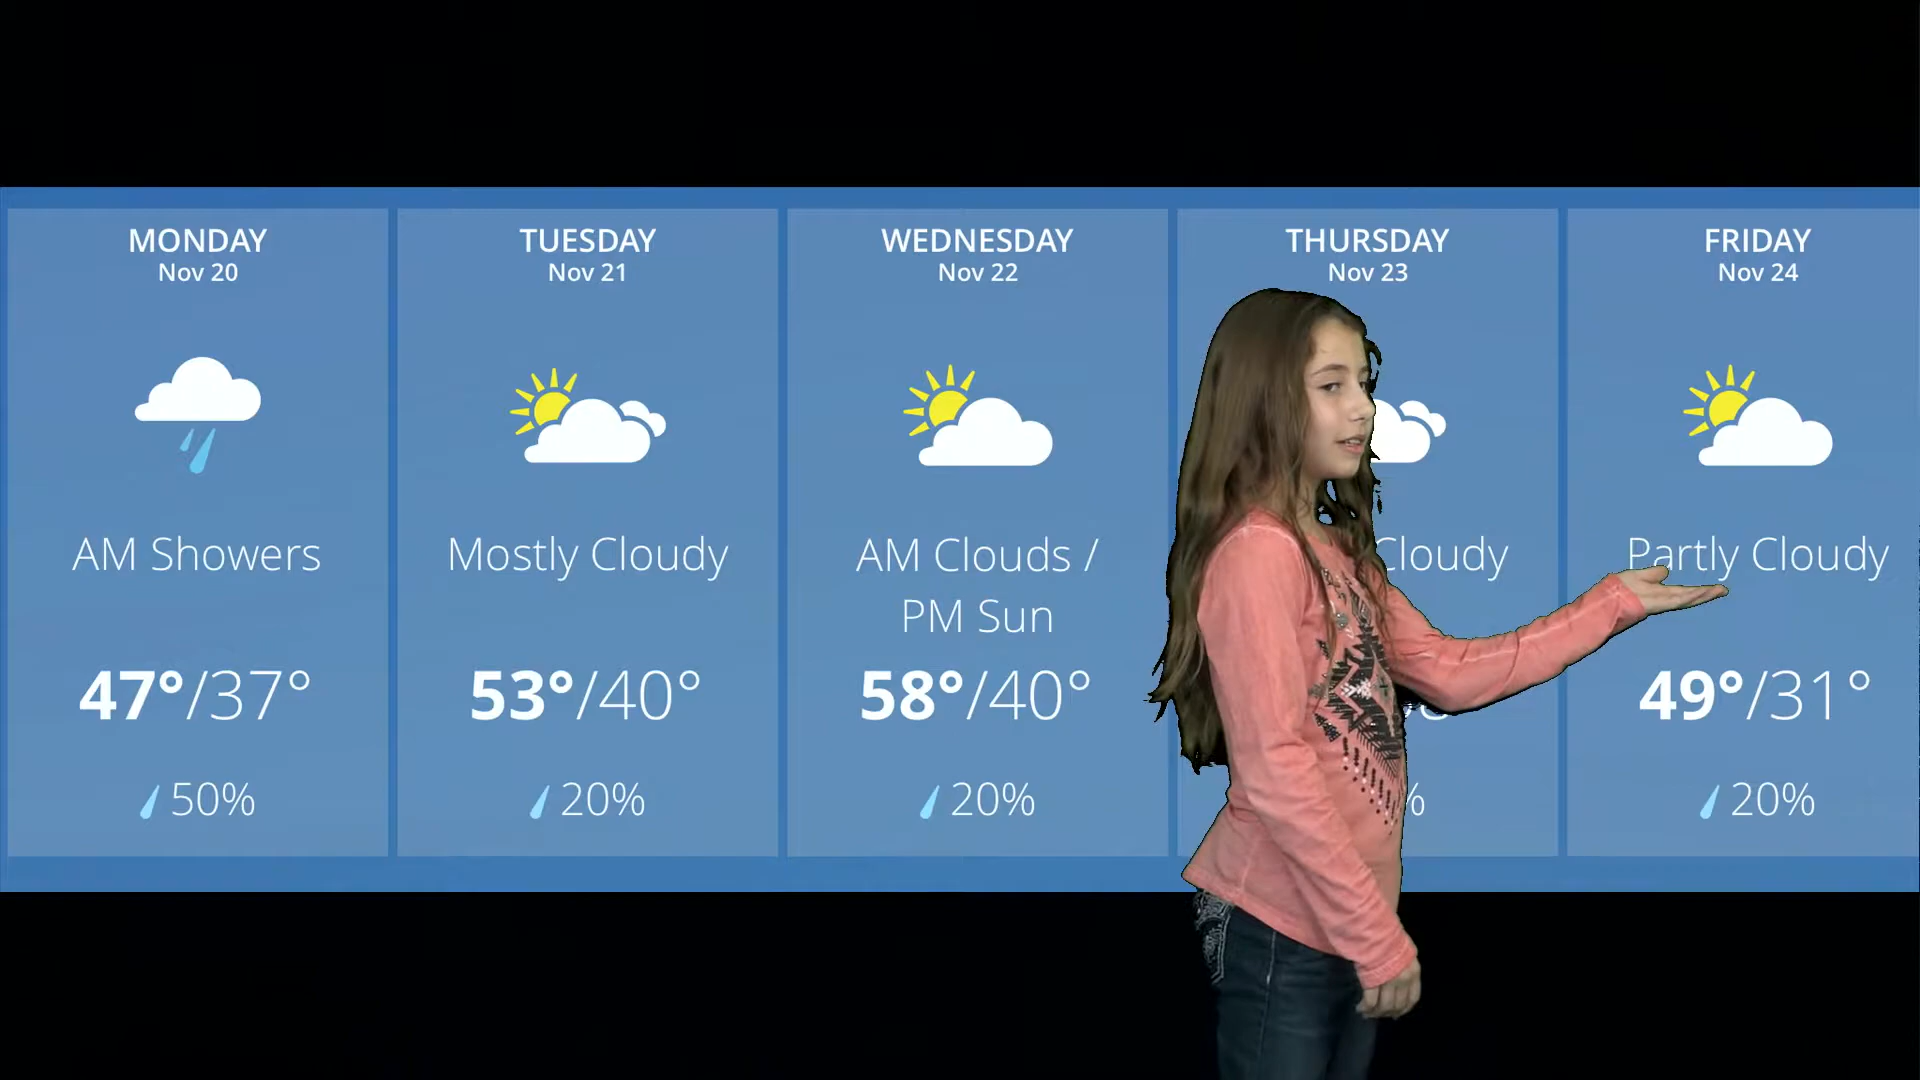 MONDAY
Nov 20
AM Showers
47°/37°
50%
TUESDAY
Nov 21
Mostly Cloudy
53°/40°
20%
WEDNESDAY
Nov 22
AM Clouds /
PM Sun
58°/40°
20%
THURSDAY
Nov 23
Cloudy
%
FRIDAY
Nov 24
Partly Cloudy
49°/31°
20%